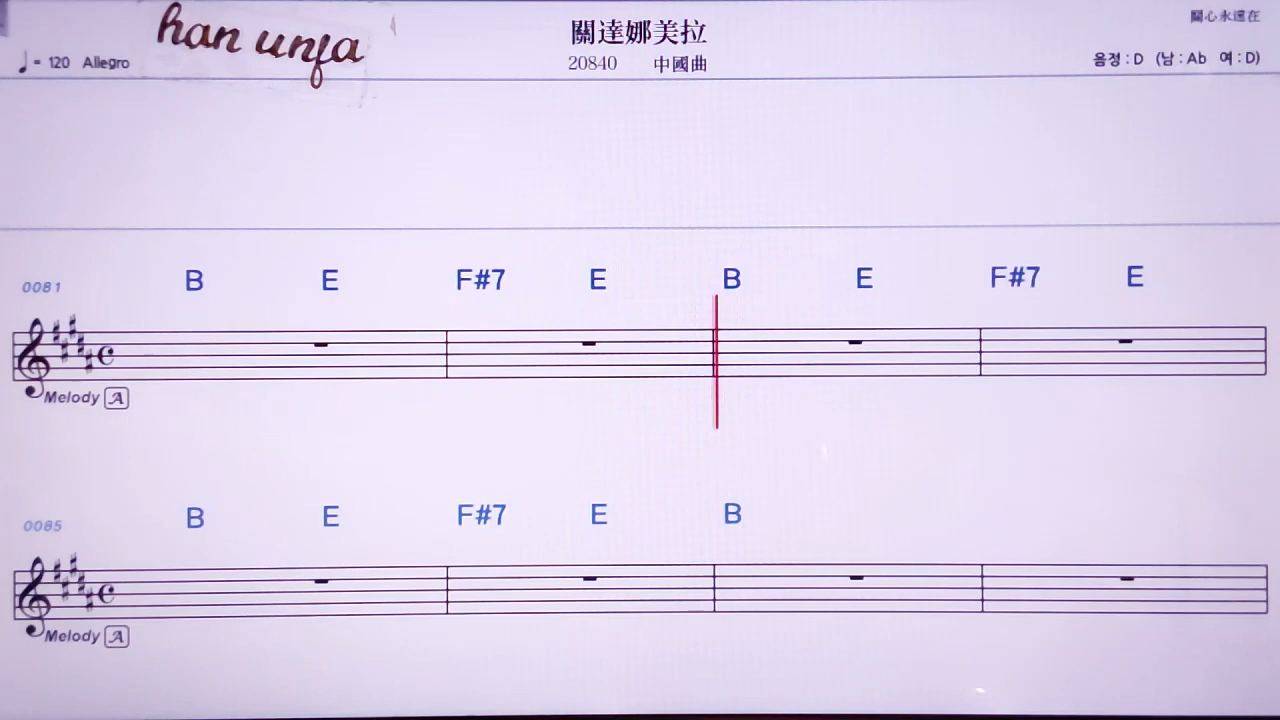 han unfa
關達娜美拉
關心永遠在
♩= 120 Allegro
20840 中國曲
음정 : D (남 : Ab 여 : D)
0081 B E F#7 E B E F#7 E
Melody A
0085 B E F#7 E B
Melody A